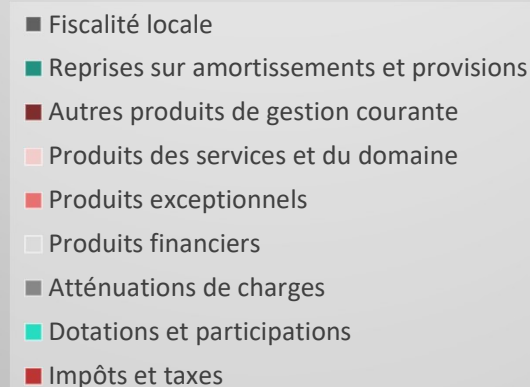 Fiscalité locale
Reprises sur amortissements et provisions
Autres produits de gestion courante
Produits des services et du domaine
Produits exceptionnels
Produits financiers
Atténuations de charges
Dotations et participations
Impôts et taxes